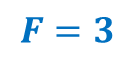 F = 3